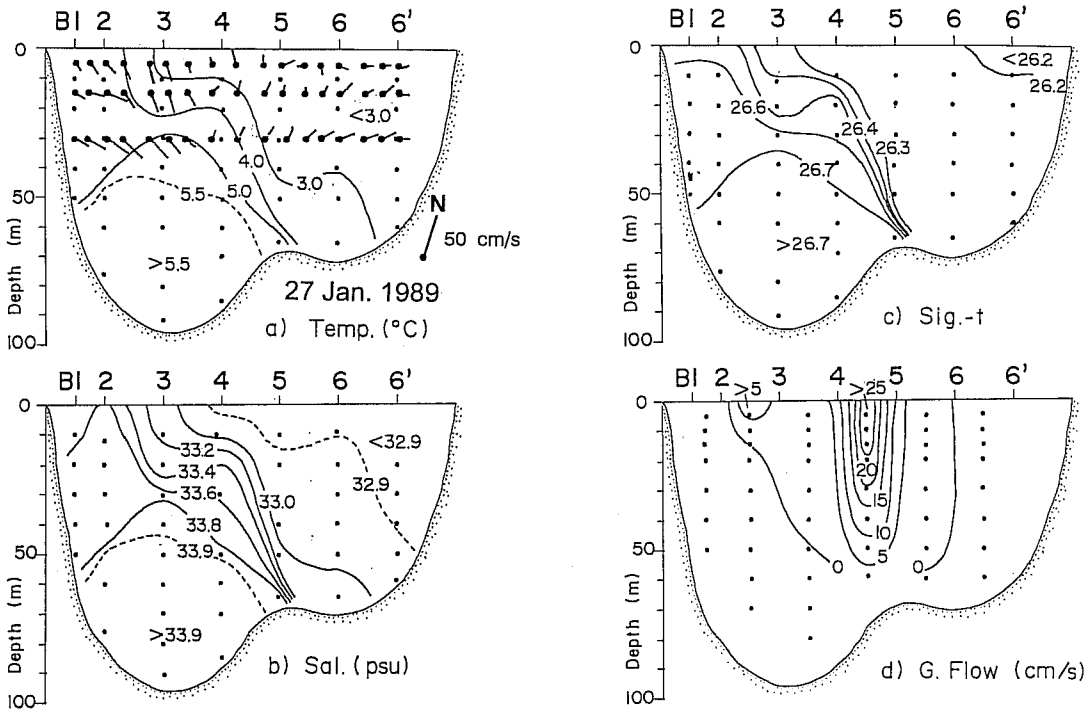 B1 2 3 4 5 6 6'
0
50
100
Depth (m)
<3.0
4.0
3.0
5.0
5.5
>5.5
N
50 cm/s
27 Jan. 1989
a) Temp. (°C)
B1 2 3 4 5 6 6'
0
50
100
Depth (m)
<32.9
33.2
33.4
32.9
33.6
33.0
33.8
33.9
>33.9
b) Sal. (psu)
B1 2 3 4 5 6 6'
0
50
100
Depth (m)
<26.2
26.2
26.6
26.4
26.3
26.7
>26.7
c) Sig.-t
B1 2 3 4 5 6 6'
>5 >25
0
50
100
Depth (m)
20
15
10
5
0
0
d) G. Flow (cm/s)